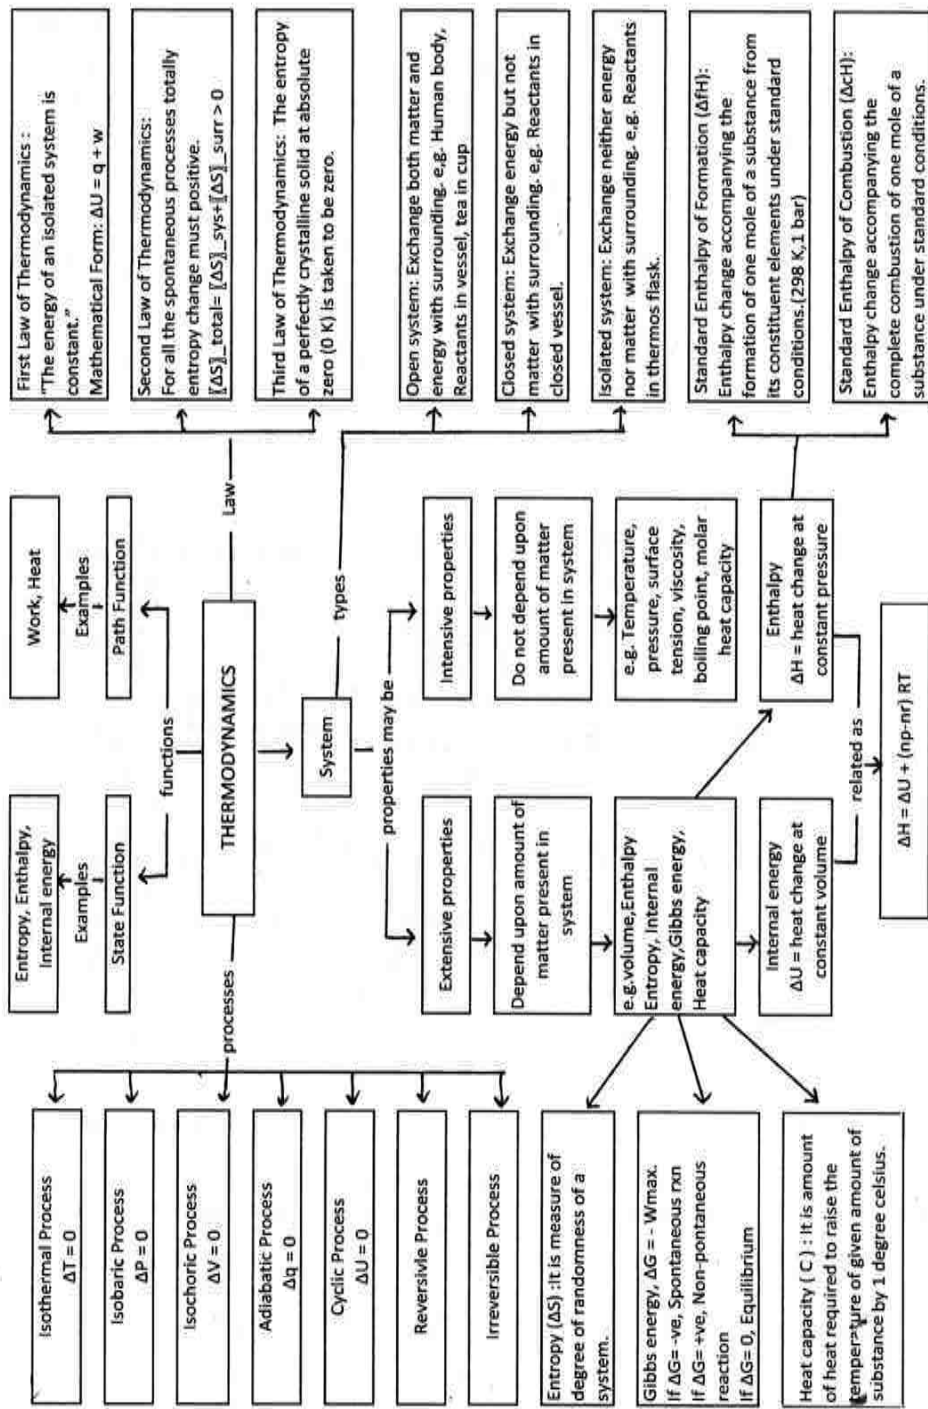 Isothermal Process
ΔT = 0
Isobaric Process
ΔP = 0
Isochoric Process
ΔV = 0
Adiabatic Process
Δq = 0
Cyclic Process
ΔU = 0
Reversivle Process
Irreversible Process
Entropy (ΔS) :It is measure of
degree of randomness of a
system.
Gibbs energy, ΔG = - Wmax.
If ΔG= -ve, Spontaneous rxn
If ΔG= +ve, Non-pontaneous
reaction
If ΔG= 0, Equilibrium
Heat capacity ( C ) : It is amount
of heat required to raise the
temperature of given amount of
substance by 1 degree celsius.
processes
Entropy, Enthalpy,
Internal energy
Examples
State Function
functions
Work, Heat
Examples
Path Function
THERMODYNAMICS
Law
System
types
properties may be
Extensive properties
Depend upon amount of
matter present in
system
e.g.volume,Enthalpy
Entropy, Internal
energy,Gibbs energy,
Heat capacity
Internal energy
ΔU = heat change at
constant volume
Intensive properties
Do not depend upon
amount of matter
present in system
e.g. Temperature,
pressure, surface
tension, viscosity,
boiling point, molar
heat capacity
Enthalpy
ΔH = heat change at
constant pressure
related as
ΔH = ΔU + (np-nr) RT
First Law of Thermodynamics :
"The energy of an isolated system is
constant."
Mathematical Form: ΔU = q + w
Second Law of Thermodynamics:
For all the spontaneous processes totally
entropy change must positive.
〖ΔS〗_total= 〖ΔS〗_sys+〖ΔS〗_surr > 0
Third Law of Thermodynamics: The entropy
of a perfectly crystalline solid at absolute
zero (0 K) is taken to be zero.
Open system: Exchange both matter and
energy with surrounding. e,g. Human body,
Reactants in vessel, tea in cup
Closed system: Exchange energy but not
matter with surrounding. e,g. Reactants in
closed vessel.
Isolated system: Exchange neither energy
nor matter with surrounding. e.g. Reactants
in thermos flask.
Standard Enthalpy of Formation (ΔfH):
Enthalpy change accompanying the
formation of one mole of a substance from
its constituent elements under standard
conditions.(298 K,1 bar)
Standard Enthalpy of Combustion (ΔcH):
Enthalpy change accompanying the
complete combustion of one mole of a
substance under standard conditions.